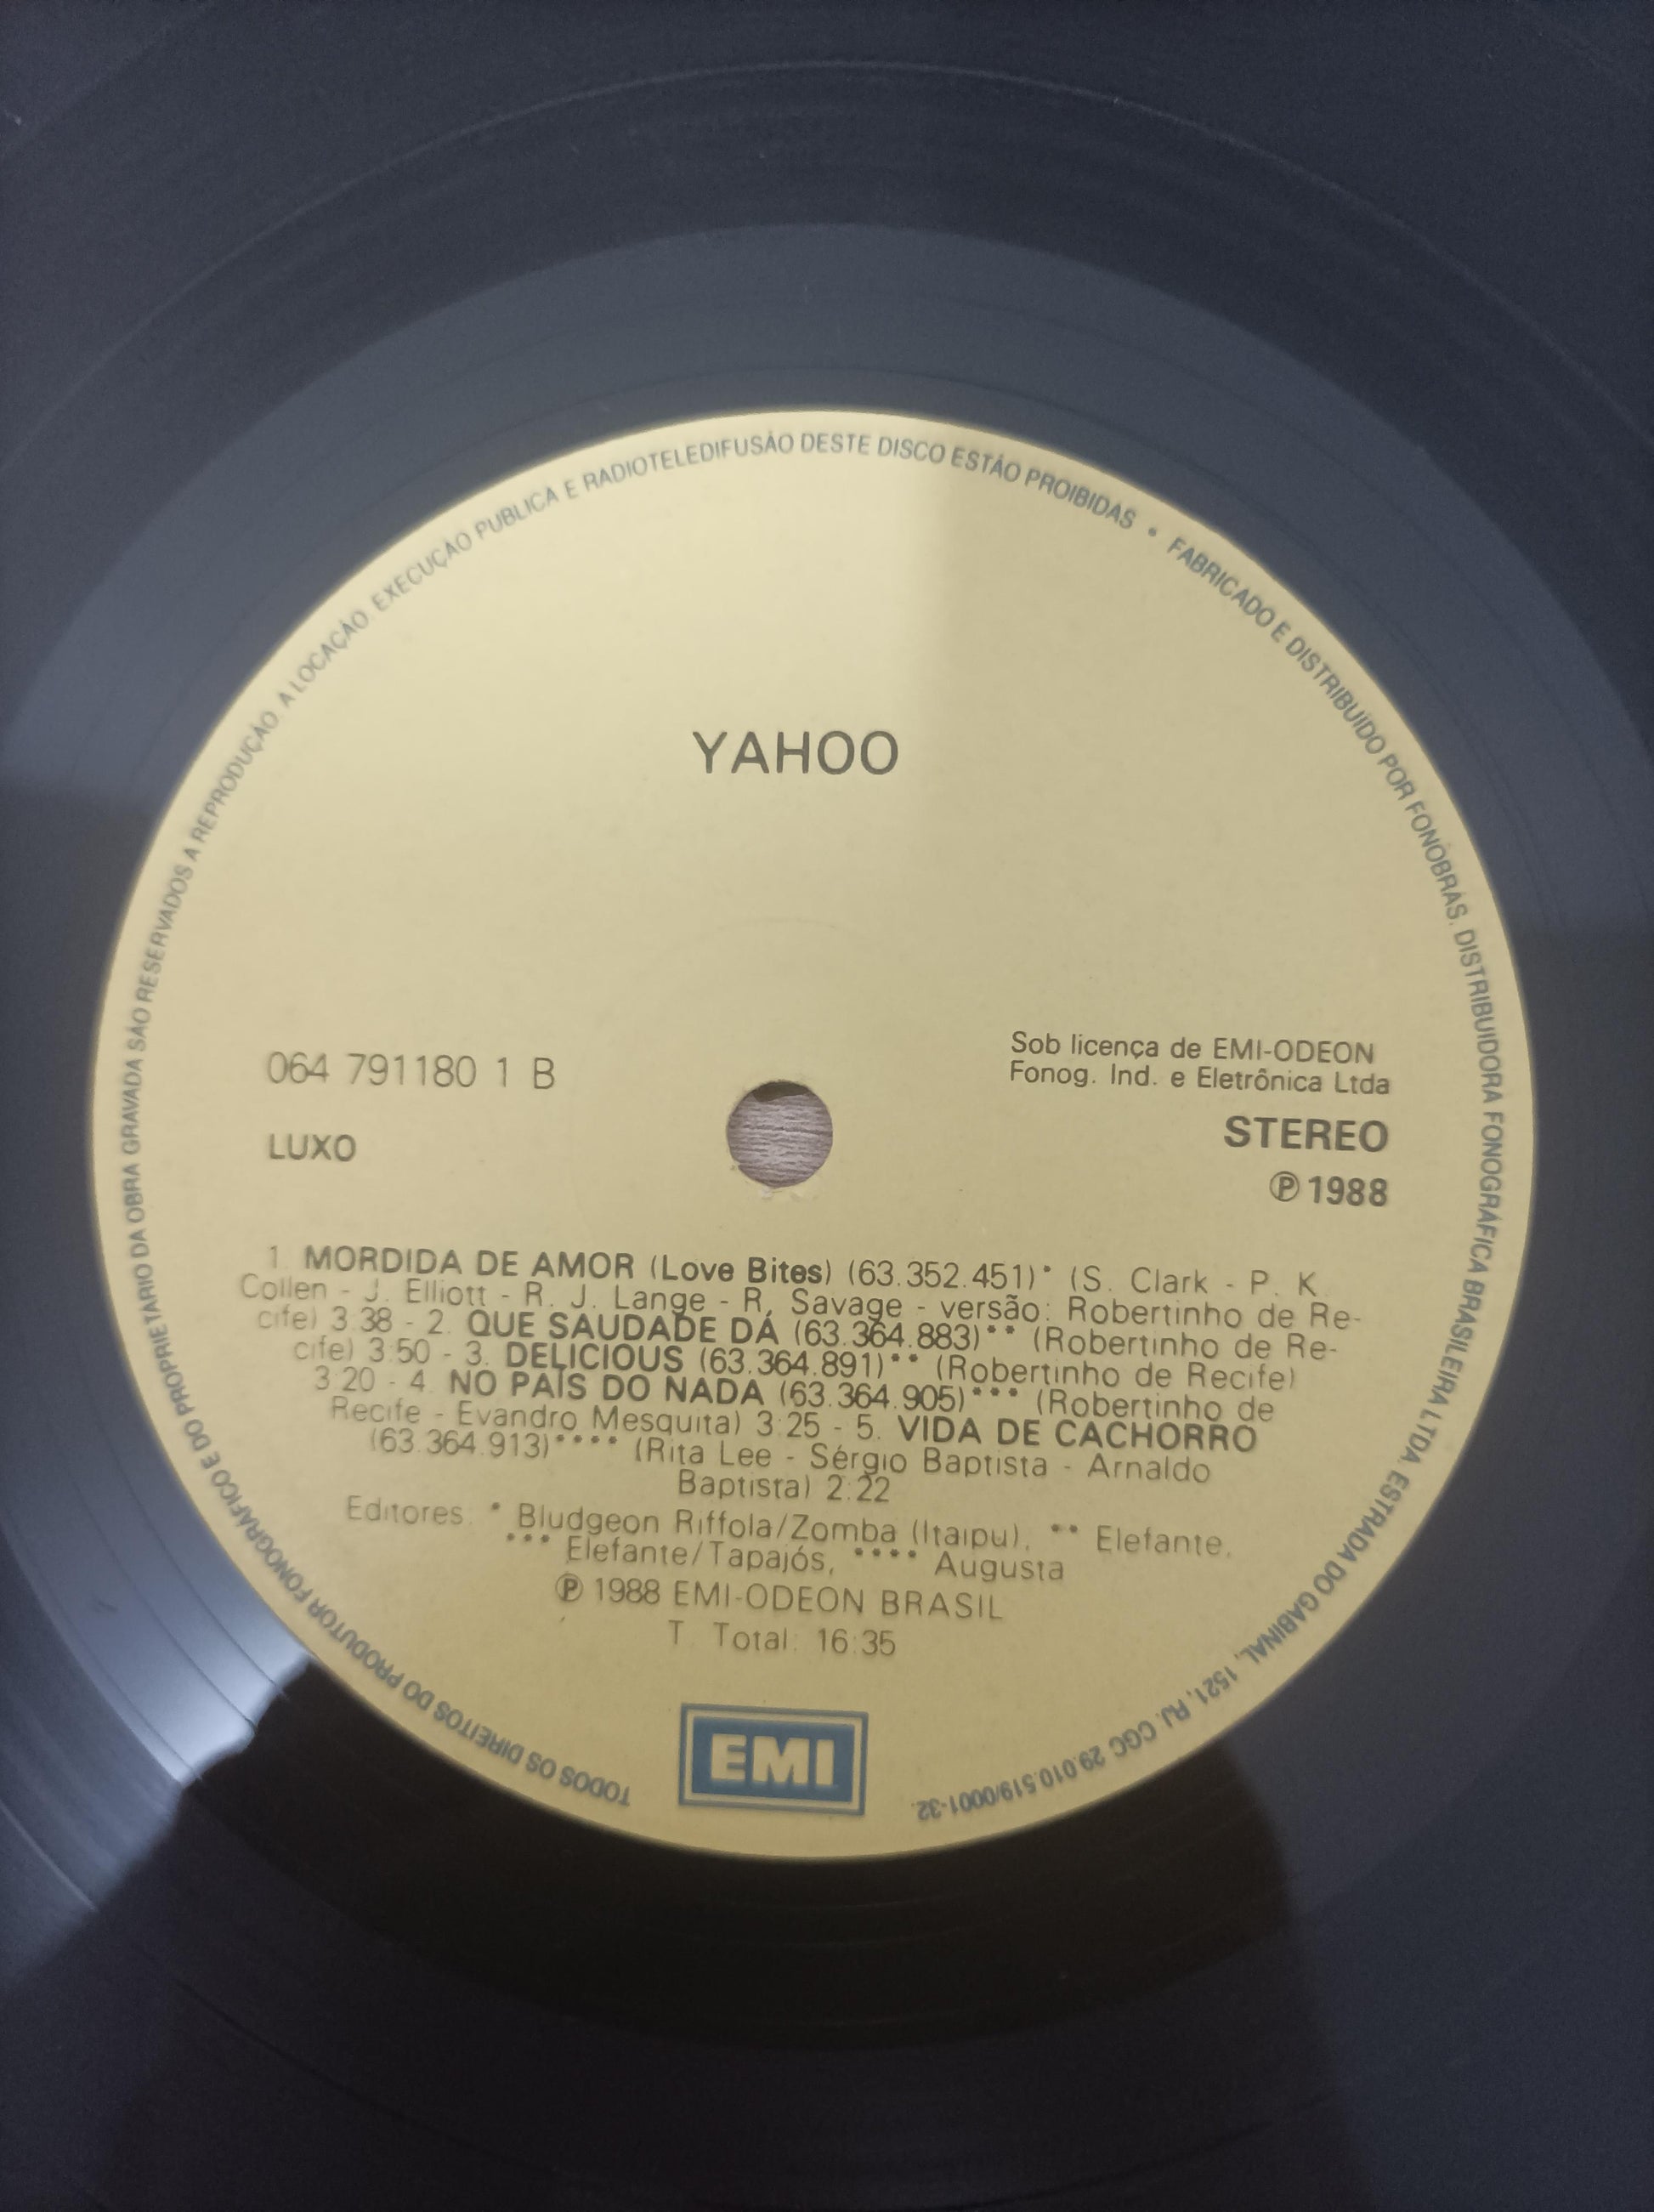 TODOS OS DIREITOS DO PRODUTOR FONOGRÁFICO E DO PROPRIETÁRIO DA OBRA GRAVADA SÃO RESERVADOS A REPRODUÇÃO. A LOCAÇÃO. EXECUÇÃO PUBLICA E RADIOTELEDIFUSÃO DESTE DISCO ESTÃO PROIBIDAS • FABRICADO E DISTRIBUÍDO POR FONOBRÁS. DISTRIBUIDORA FONOGRÁFICA BRASILEIRA LTDA. ESTRADA DO GABINAL, 1521, RJ. CGC 29.010.519/0001-32.
YAHOO
064 791180 1 B
LUXO
Sob licença de EMI-ODEON
Fonog. Ind. e Eletrônica Ltda
STEREO
℗ 1988
1. MORDIDA DE AMOR (Love Bites) (63.352.451)* (S. Clark - P. K.
Collen - J. Elliott - R. J. Lange - R, Savage - versão: Robertinho de Re-
cife) 3:38 - 2. QUE SAUDADE DÁ (63.364.883)** (Robertinho de Re-
cife) 3:50 - 3. DELICIOUS (63.364.891)** (Robertinho de Recife)
3:20 - 4. NO PAÍS DO NADA (63.364.905)*** (Robertinho de
Recife - Evandro Mesquita) 3:25 - 5. VIDA DE CACHORRO
(63.364.913)**** (Rita Lee - Sérgio Baptista - Arnaldo
Baptista) 2:22
Editores: * Bludgeon Riffola/Zomba (Itaipu), ** Elefante,
*** Elefante/Tapajós, **** Augusta
℗ 1988 EMI-ODEON BRASIL
T. Total: 16:35
EMI